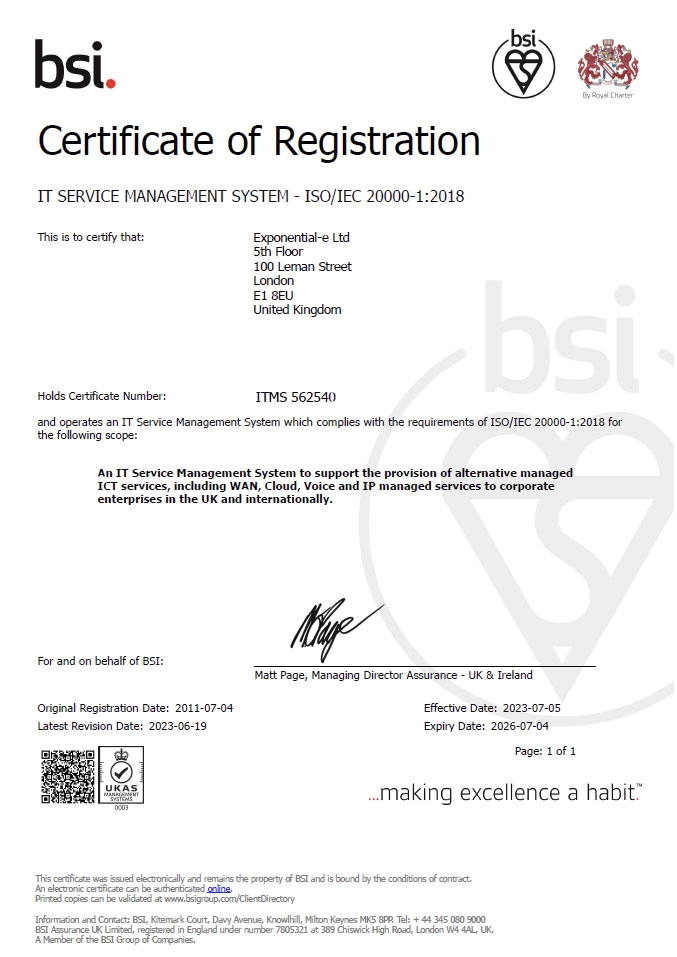 bsi.
bsi
By Royal Charter
Certificate of Registration
IT SERVICE MANAGEMENT SYSTEM - ISO/IEC 20000-1:2018
This is to certify that:
Exponential-e Ltd
5th Floor
100 Leman Street
London
E1 8EU
United Kingdom
bsi
Holds Certificate Number:
ITMS 562540
and operates an IT Service Management System which complies with the requirements of ISO/IEC 20000-1:2018 for
the following scope:
An IT Service Management System to support the provision of alternative managed
ICT services, including WAN, Cloud, Voice and IP managed services to corporate
enterprises in the UK and internationally.
For and on behalf of BSI:
Matt Page, Managing Director Assurance - UK & Ireland
Original Registration Date: 2011-07-04
Effective Date: 2023-07-05
Latest Revision Date: 2023-06-19
Expiry Date: 2026-07-04
Page: 1 of 1
UKAS
MANAGEMENT
SYSTEMS
0003
...making excellence a habit.™
This certificate was issued electronically and remains the property of BSI and is bound by the conditions of contract.
An electronic certificate can be authenticated online.
Printed copies can be validated at www.bsigroup.com/ClientDirectory
Information and Contact: BSI, Kitemark Court, Davy Avenue, Knowlhill, Milton Keynes MK5 8PP. Tel: + 44 345 080 9000
BSI Assurance UK Limited, registered in England under number 7805321 at 389 Chiswick High Road, London W4 4AL, UK.
A Member of the BSI Group of Companies.